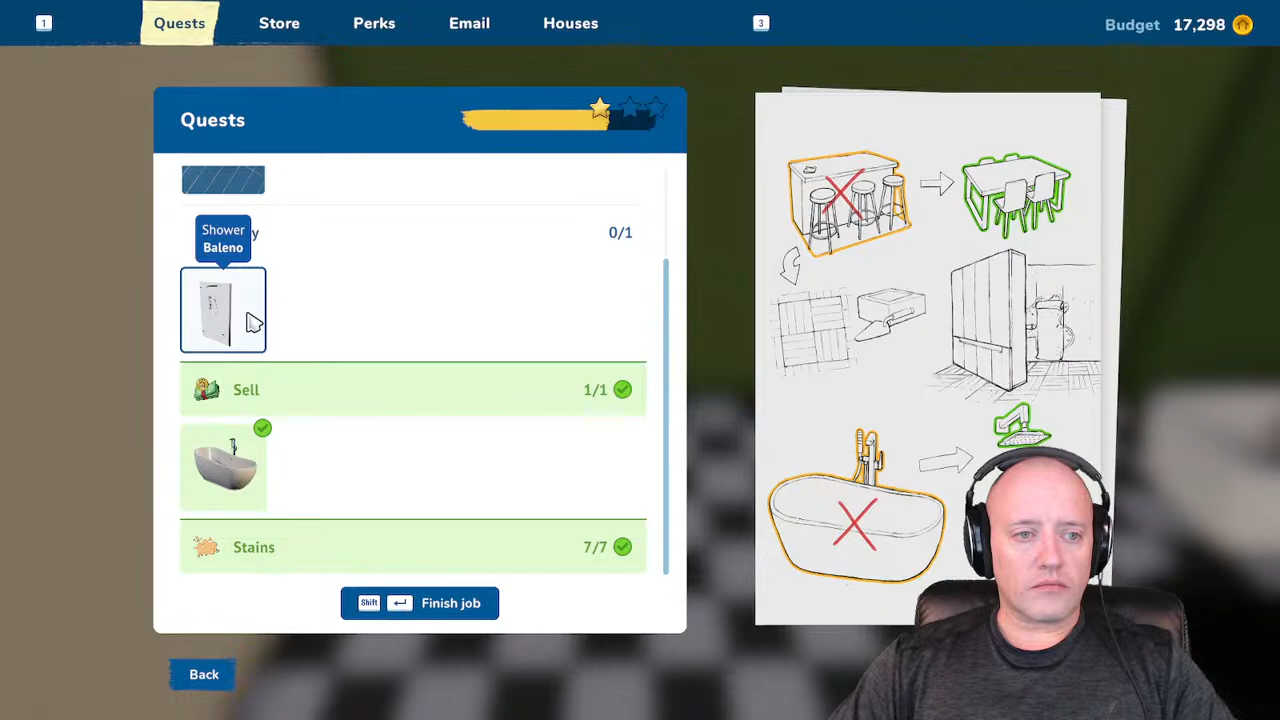 1
Quests
Store
Perks
Email
Houses
3
Budget 17,298
Quests
Shower
Baleno
y
0/1
Sell
1/1
Stains
7/7
Shift
Finish job
Back